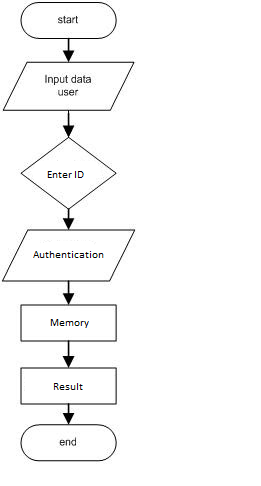 start
Input data
user
Enter ID
Authentication
Memory
Result
end